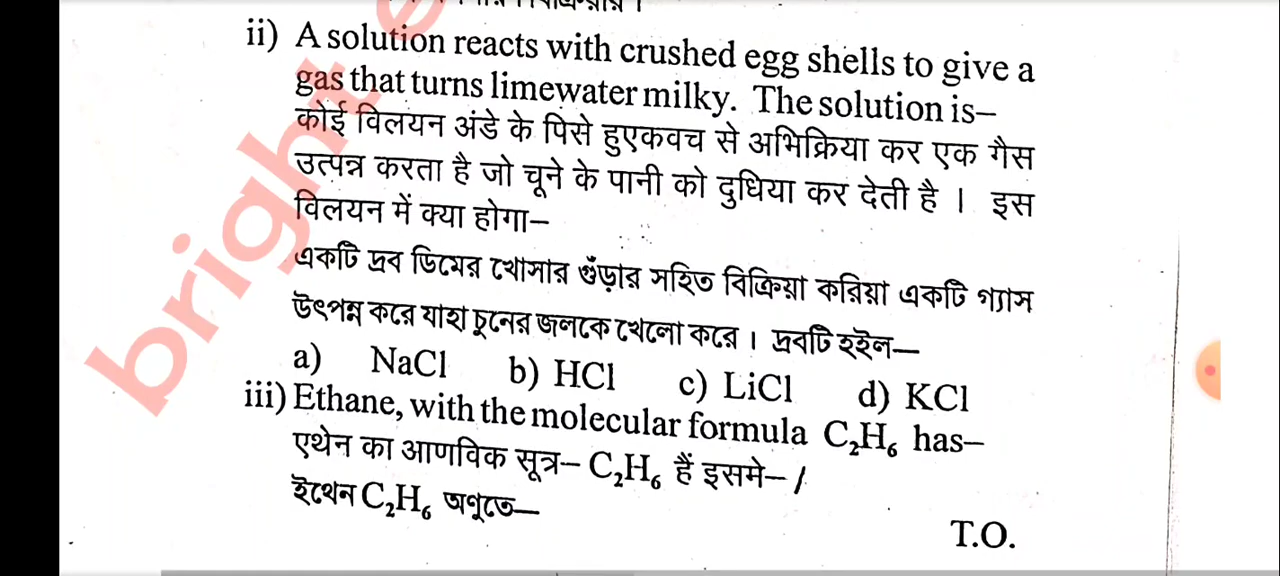 ii) A solution reacts with crushed egg shells to give a
gas that turns limewater milky. The solution is–
कोई विलयन अंडे के पिसे हुएकवच से अभिक्रिया कर एक गैस
उत्पन्न करता है जो चूने के पानी को दुधिया कर देती है । इस
विलयन में क्या होगा–
একটি দ্রব ডিমের খোসার গুঁড়ার সহিত বিক্রিয়া করিয়া একটি গ্যাস
উৎপন্ন করে যাহা চুনের জলকে খেলো করে । দ্রবটি হইল—
a) NaCl b) HCl c) LiCl d) KCl
iii) Ethane, with the molecular formula C₂H₆ has–
एथेन का आणविक सूत्र– C₂H₆ हैं इसमे– /
ইথেন C₂H₆ অণুতে—
T.O.
bright